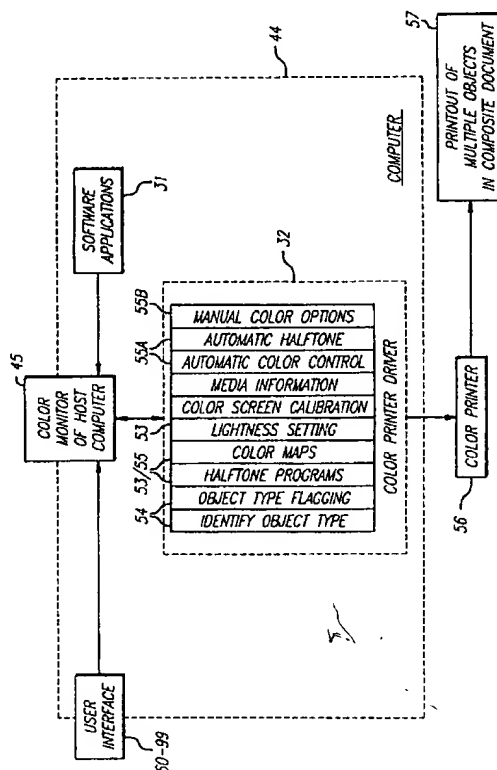 45
COLOR
MONITOR
OF HOST
COMPUTER
SOFTWARE
APPLICATIONS
31
44
COMPUTER
USER
INTERFACE
60-99
32
55B
MANUAL COLOR OPTIONS
55A
AUTOMATIC HALFTONE
AUTOMATIC COLOR CONTROL
MEDIA INFORMATION
COLOR SCREEN CALIBRATION
53
LIGHTNESS SETTING
53/55
COLOR MAPS
HALFTONE PROGRAMS
54
OBJECT TYPE FLAGGING
IDENTIFY OBJECT TYPE
COLOR PRINTER DRIVER
COLOR PRINTER
56
57
PRINTOUT OF
MULTIPLE OBJECTS
IN COMPOSITE DOCUMENT